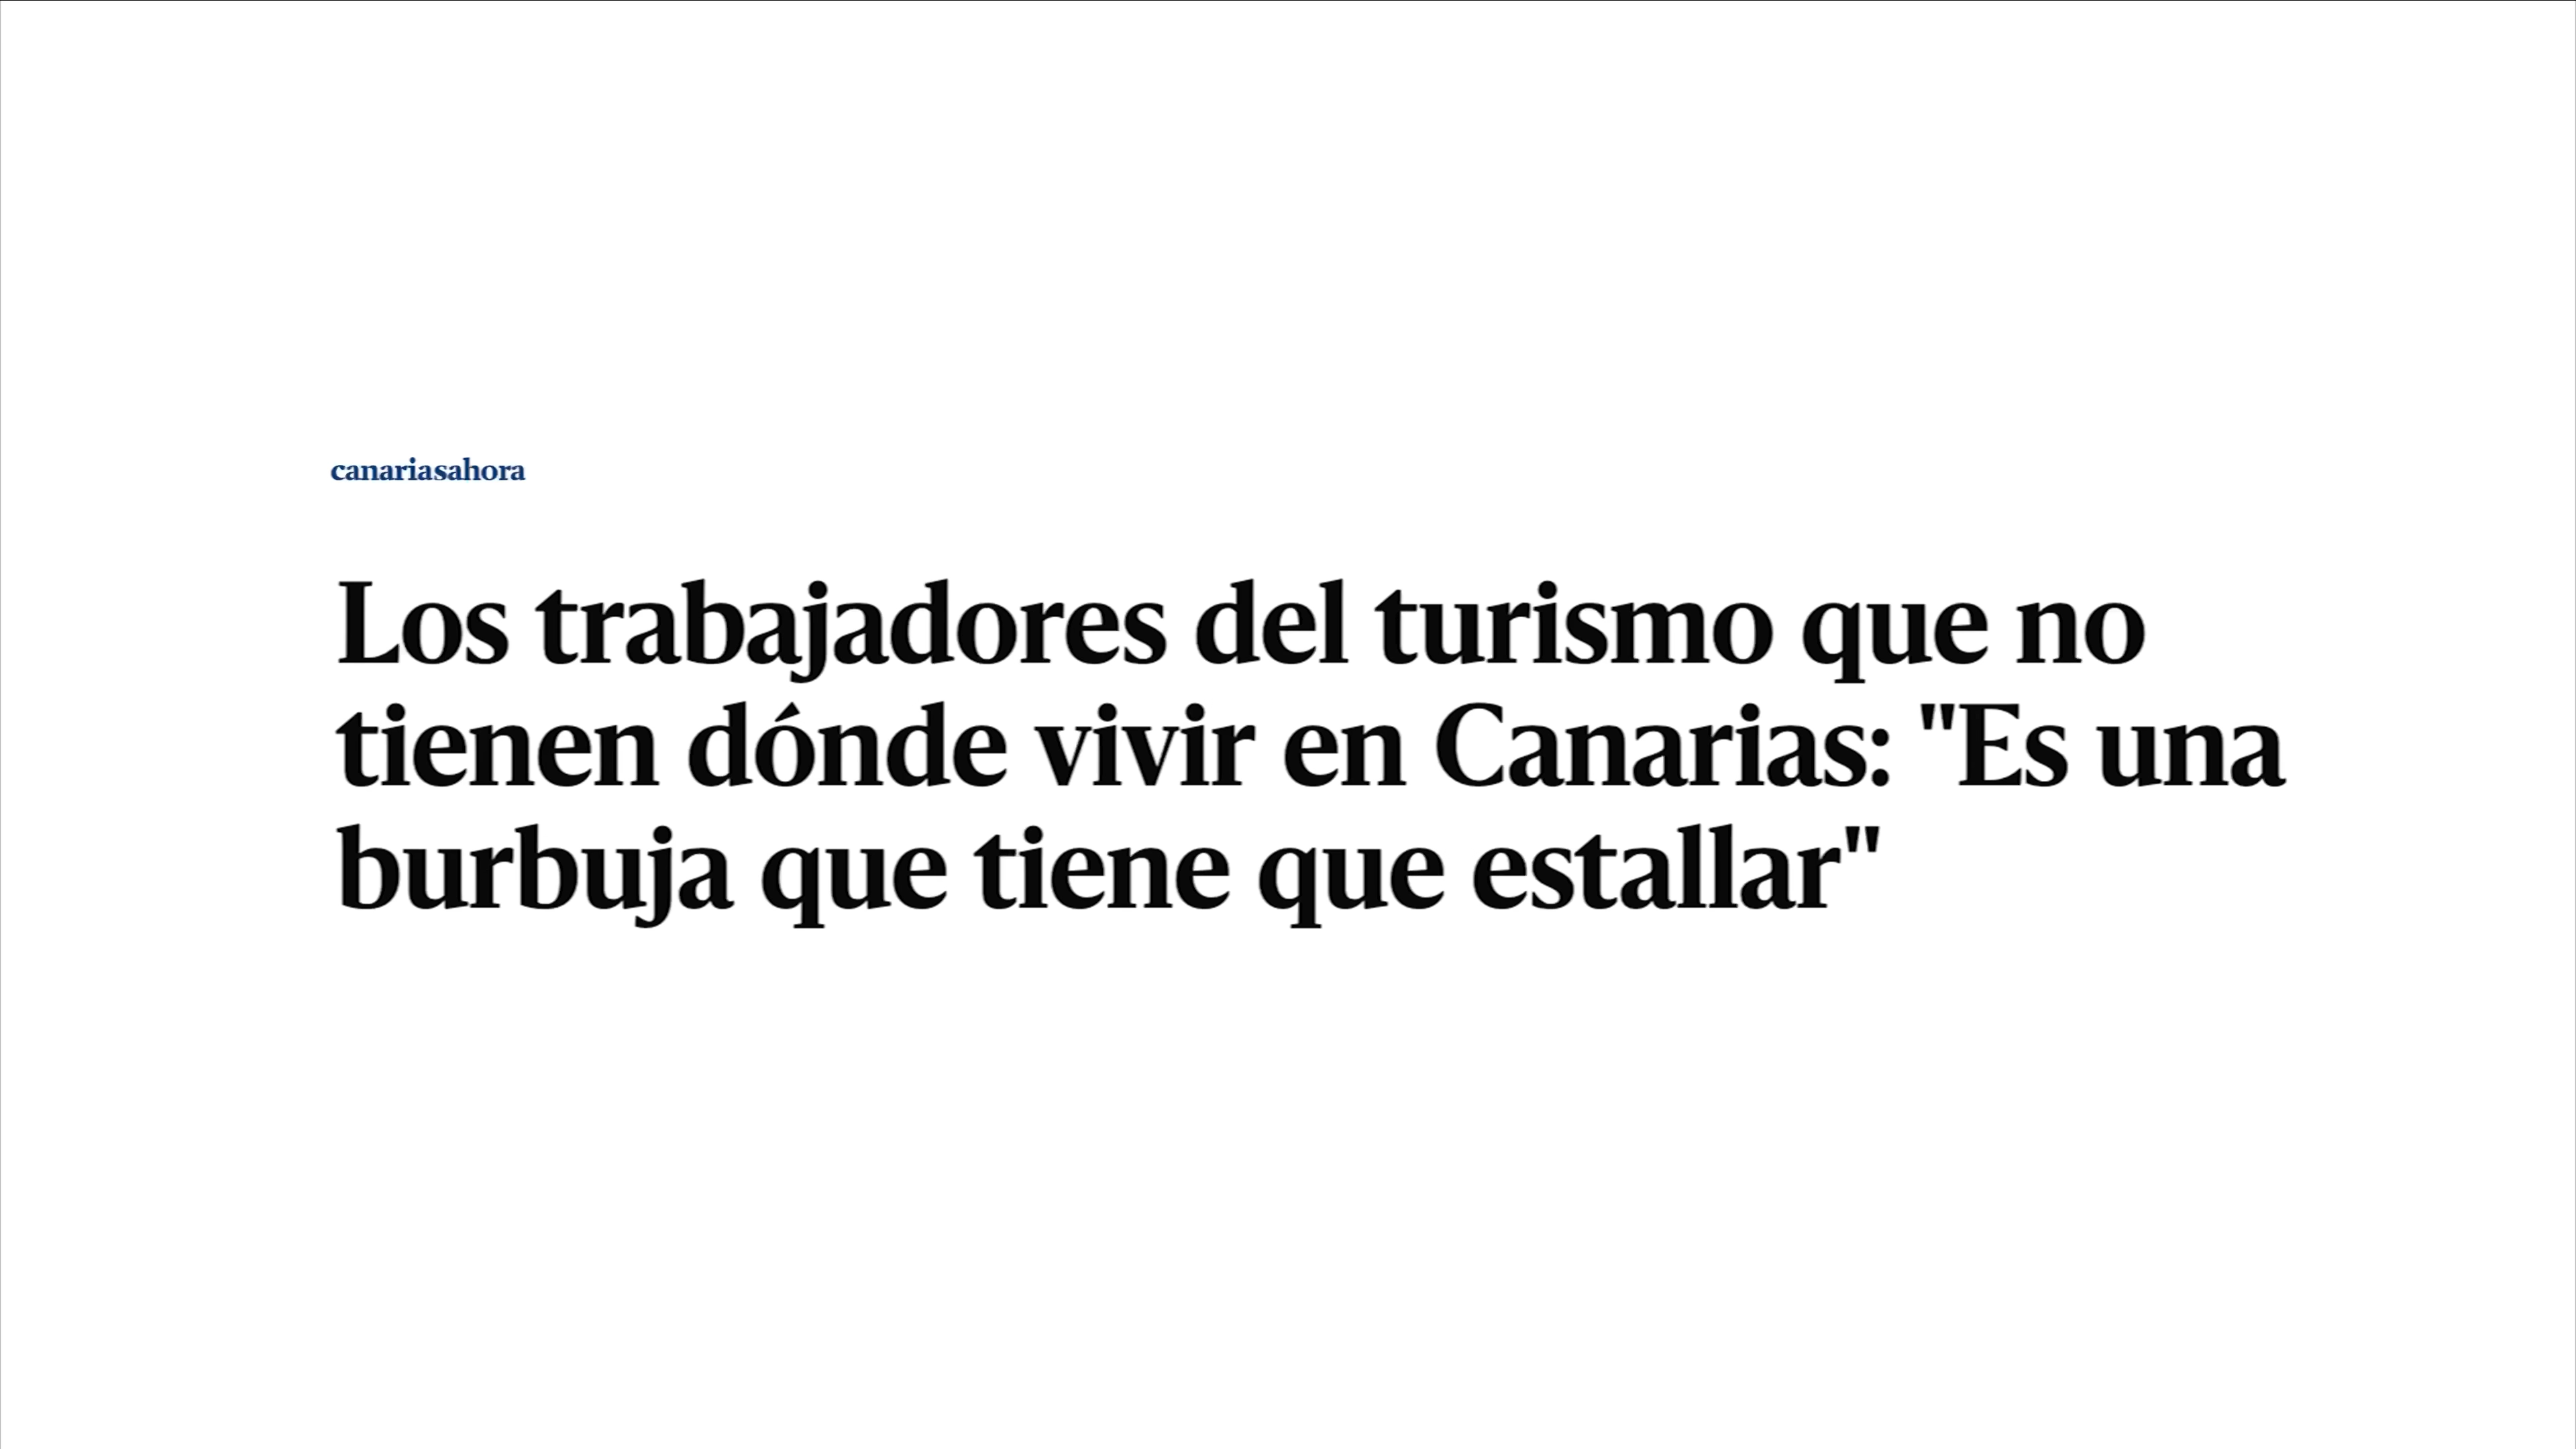 canariasahora
Los trabajadores del turismo que no
tienen dónde vivir en Canarias: "Es una
burbuja que tiene que estallar"